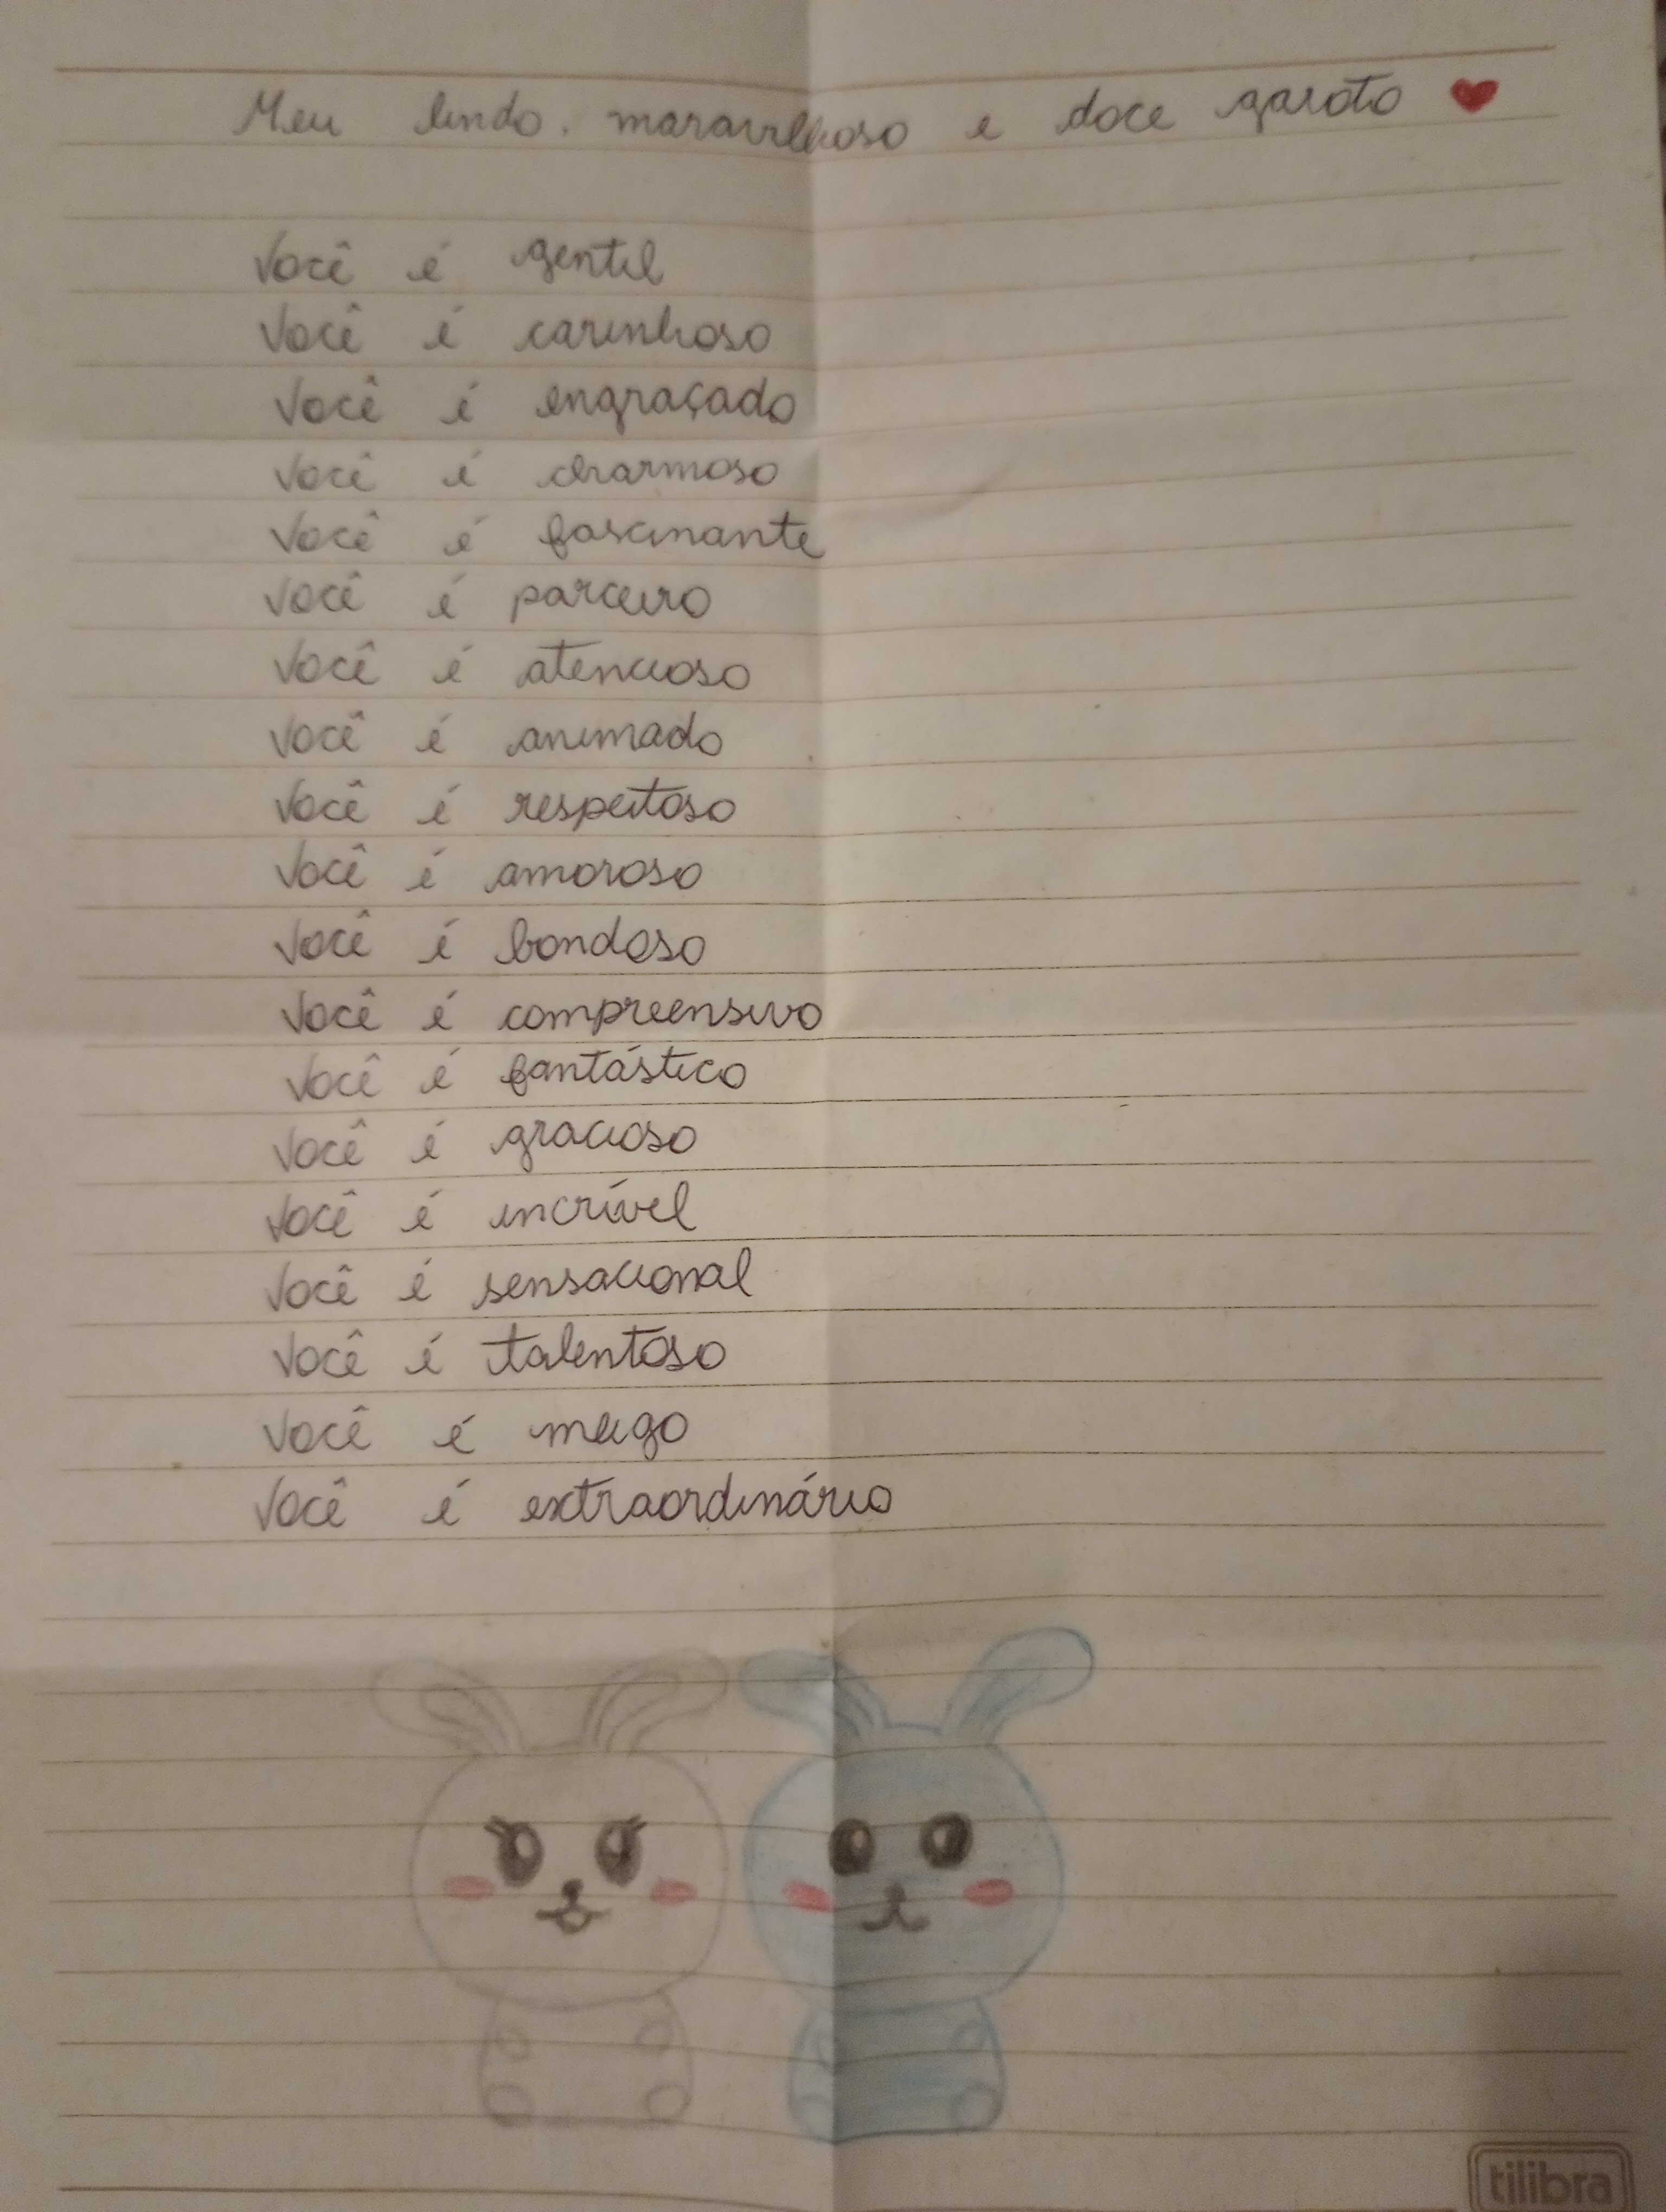 Meu lindo, maravilhoso e doce garoto ❤
Você é gentil
Você é carinhoso
Você é engraçado
Você é charmoso
Você é fascinante
Você é parceiro
Você é atencioso
Você é animado
Você é respeitoso
Você é amoroso
Você é bondoso
Você é compreensivo
Você é fantástico
Você é gracioso
Você é incrível
Você é sensacional
Você é talentoso
Você é meigo
Você é extraordinário
tilibra